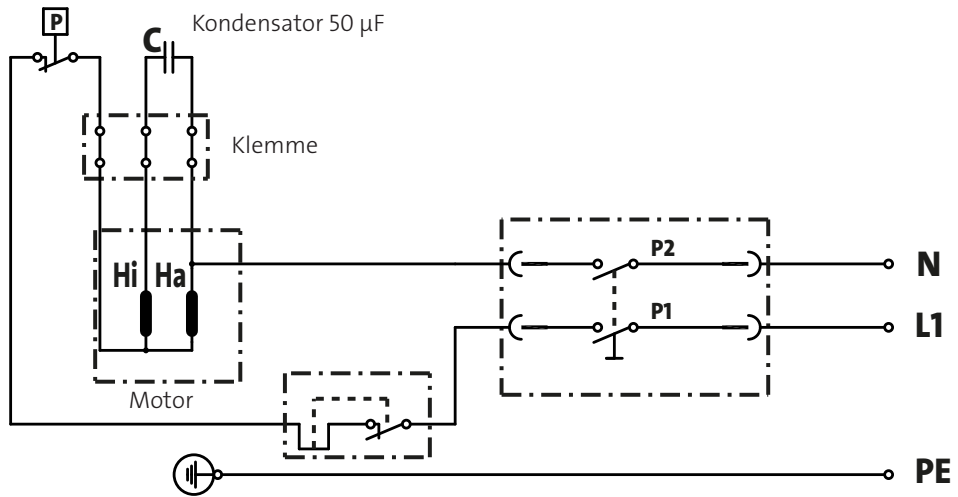 P
C
Kondensator 50 µF
Klemme
Hi
Ha
Motor
P2
N
P1
L1
PE